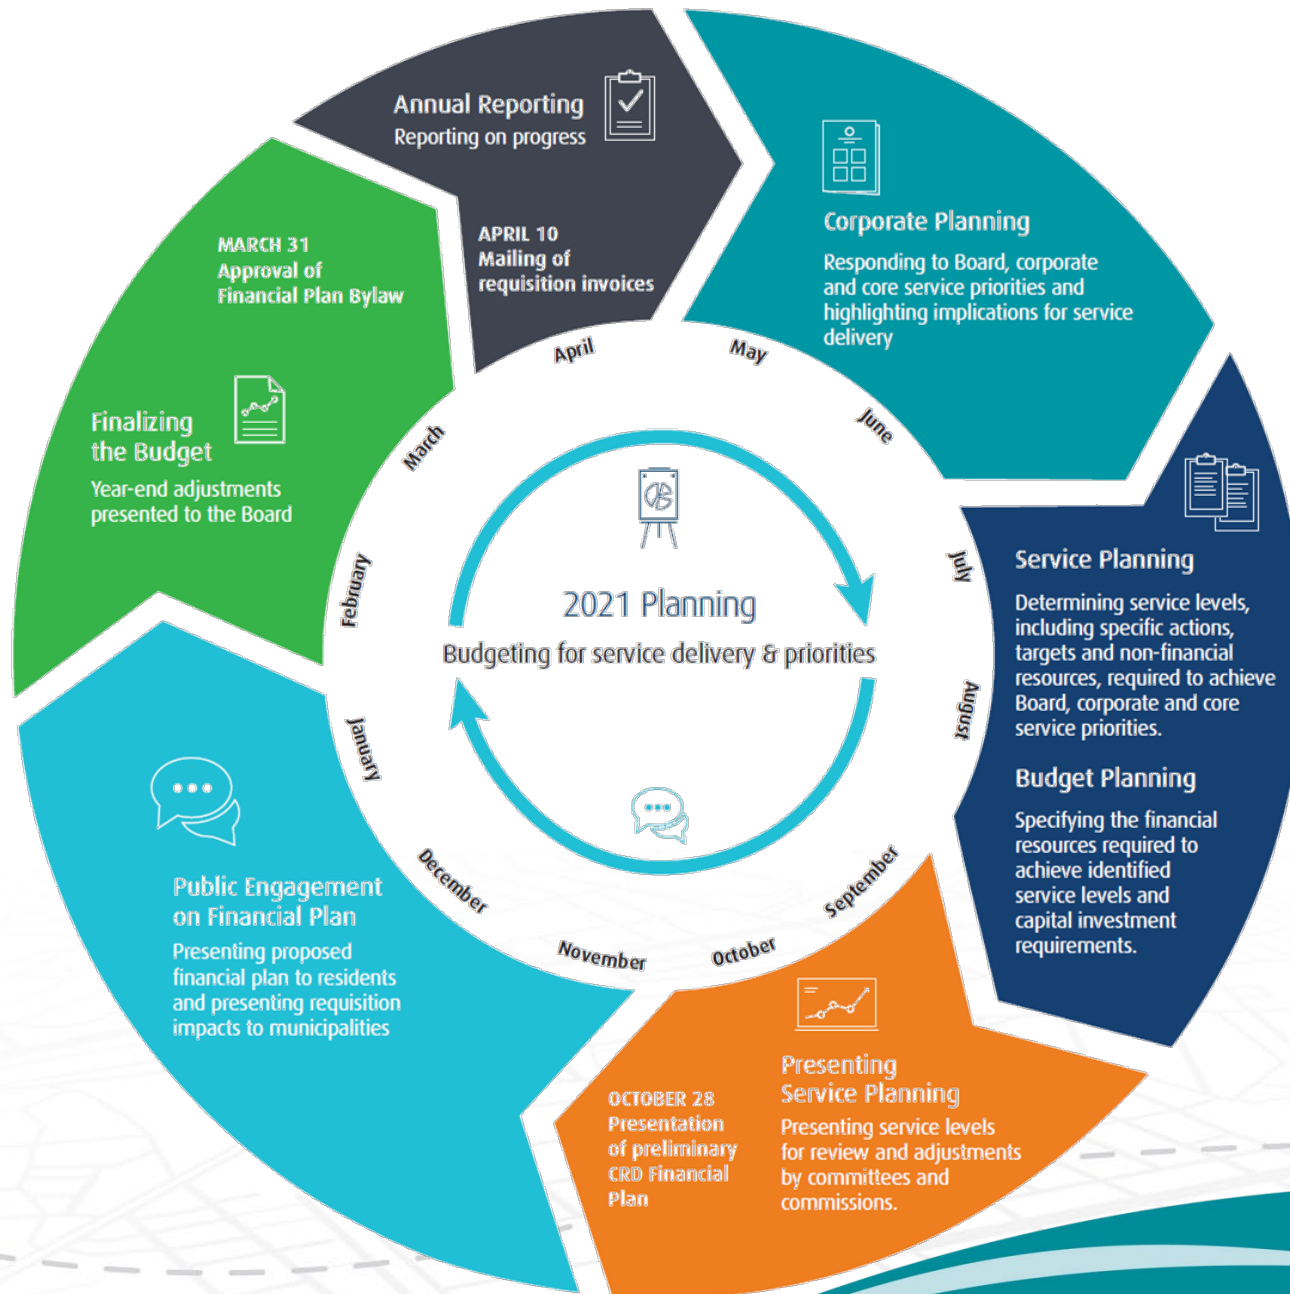 Annual Reporting
Reporting on progress
APRIL 10
Mailing of
requisition invoices
Corporate Planning
Responding to Board, corporate
and core service priorities and
highlighting implications for service
delivery
Service Planning
Determining service levels,
including specific actions,
targets and non-financial
resources, required to achieve
Board, corporate and core
service priorities.
Budget Planning
Specifying the financial
resources required to
achieve identified
service levels and
capital investment
requirements.
Presenting
Service Planning
Presenting service levels
for review and adjustments
by committees and
commissions.
OCTOBER 28
Presentation
of preliminary
CRD Financial
Plan
Public Engagement
on Financial Plan
Presenting proposed
financial plan to residents
and presenting requisition
impacts to municipalities
Finalizing
the Budget
Year-end adjustments
presented to the Board
MARCH 31
Approval of
Financial Plan Bylaw
April
May
June
July
August
September
October
November
December
January
February
March
2021 Planning
Budgeting for service delivery & priorities